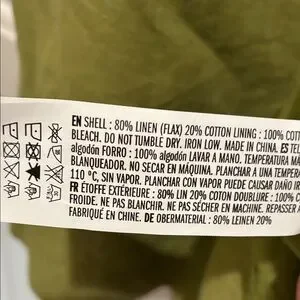 EN SHELL : 80% LINEN (FLAX) 20% COTTON LINING : 100% COT
BLEACH. DO NOT TUMBLE DRY. IRON LOW. MADE IN CHINA. ES TEL
algodón FORRO : 100% algodón LAVAR A MANO. TEMPERATURA MÁ
BLANQUEADOR. NO SECAR EN MÁQUINA. PLANCHAR A UNA TEMPERA
110 °C, SIN VAPOR. PLANCHAR CON VAPOR PUEDE CAUSAR DAÑO IR
FR ÉTOFFE EXTÉRIEURE : 80% LIN 20% COTON DOUBLURE : 100% CO
FROIDE. NE PAS BLANCHIR. NE PAS SÉCHER EN MACHINE. REPASSER À
FABRIQUÉ EN CHINE. DE OBERMATERIAL : 80% LEINEN 20%